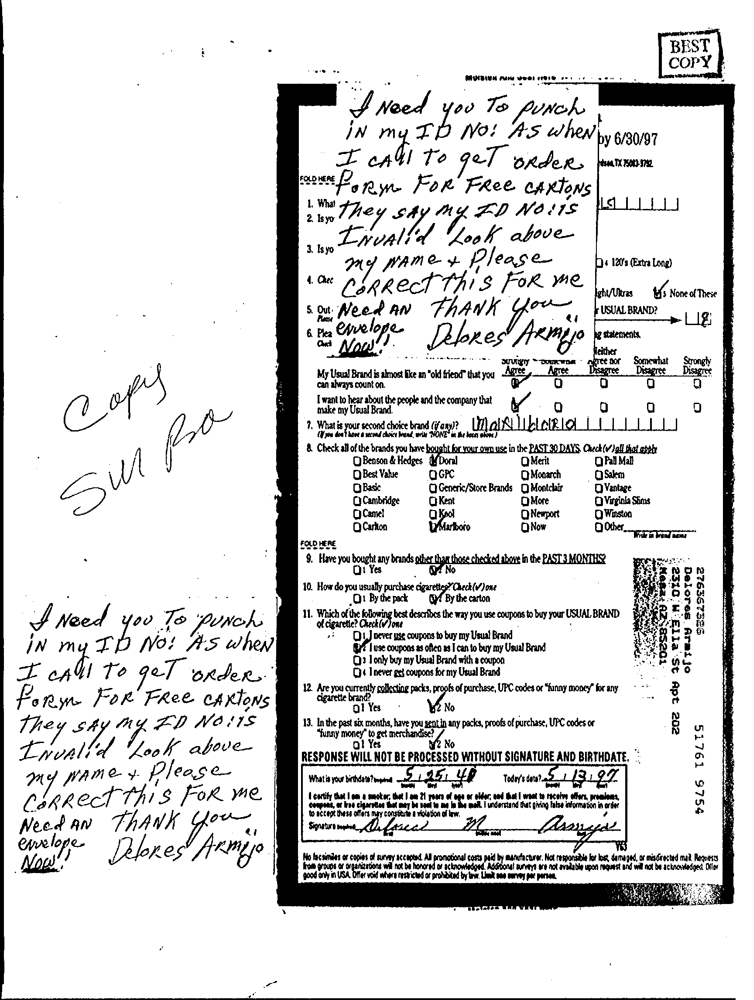 BEST
COPY
I Need you To punch
in my ID No: As when
I call To get order
Form For Free cartons
They say my ID No: is
Invalid Look above
my name + Please
Correct this For me
Need AN THANK you
envelope Delores Armijo
Now!
by 6/30/97
TX 75083-3792.
FOLD HERE
1. What
2. Is yo
3. Is yo
□4 120's (Extra Long)
4. Chec
ght/Ultras □5 None of These
5. Out
Please
r USUAL BRAND?
18
6. Plea
Check
ng statements.
Strongly Agree Somewhat Agree Neither Agree nor Disagree Somewhat Disagree Strongly Disagree
My Usual Brand is almost like an "old friend" that you
can always count on.
I want to hear about the people and the company that
make my Usual Brand.
7. What is your second choice brand (if any)? MARlboRO
(If you don't have a second choice brand, write "NONE" in the boxes above)
8. Check all of the brands you have bought for your own use in the PAST 30 DAYS. Check (✓) all that apply
□ Benson & Hedges ☑ Doral □ Merit □ Pall Mall
□ Best Value □ GPC □ Monarch □ Salem
□ Basic □ Generic/Store Brands □ Montclair □ Vantage
□ Cambridge □ Kent □ More □ Virginia Slims
□ Camel □ Kool □ Newport □ Winston
□ Carlton ☑ Marlboro □ Now □ Other
Write in brand name
FOLD HERE
9. Have you bought any brands other than those checked above in the PAST 3 MONTHS?
□1 Yes ☑2 No
10. How do you usually purchase cigarettes? Check (✓) one
□1 By the pack ☑2 By the carton
11. Which of the following best describes the way you use coupons to buy your USUAL BRAND
of cigarette? Check (✓) one
□1 I never use coupons to buy my Usual Brand
☑2 I use coupons as often as I can to buy my Usual Brand
□3 I only buy my Usual Brand with a coupon
□4 I never get coupons for my Usual Brand
12. Are you currently collecting packs, proofs of purchase, UPC codes or "funny money" for any
cigarette brand?
□1 Yes ☑2 No
13. In the past six months, have you sent in any packs, proofs of purchase, UPC codes or
"funny money" to get merchandise?
□1 Yes ☑2 No
RESPONSE WILL NOT BE PROCESSED WITHOUT SIGNATURE AND BIRTHDATE.
What is your birthdate? Required 5/25/48 Today's date? 5/13/97
I certify that I am a smoker, that I am 21 years of age or older, and that I want to receive offers, premiums,
coupons, or free cigarettes that may be sent to me in the mail. I understand that giving false information in order
to accept these offers may constitute a violation of law.
Signature Required Delores M Armijo
Y63
No facsimiles or copies of survey accepted. All promotional costs paid by manufacturer. Not responsible for lost, damaged, or misdirected mail. Requests
from groups or organizations will not be honored or acknowledged. Additional surveys are not available upon request and will not be acknowledged. Offer
good only in USA. Offer void where restricted or prohibited by law. Limit one survey per person.
276357526
Delores Armijo
2310 W Ella St Apt 202
Mesa AZ 85201
51761 9754
Copy
I Need you To punch
in my ID No: As when
I call To get order
Form For Free cartons
They say my ID No: is
Invalid Look above
my name + Please
Correct this For me
Need AN THANK you
envelope Delores Armijo
Now!